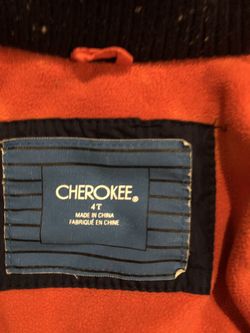 CHEROKEE®
4T
MADE IN CHINA
FABRIQUÉ EN CHINE